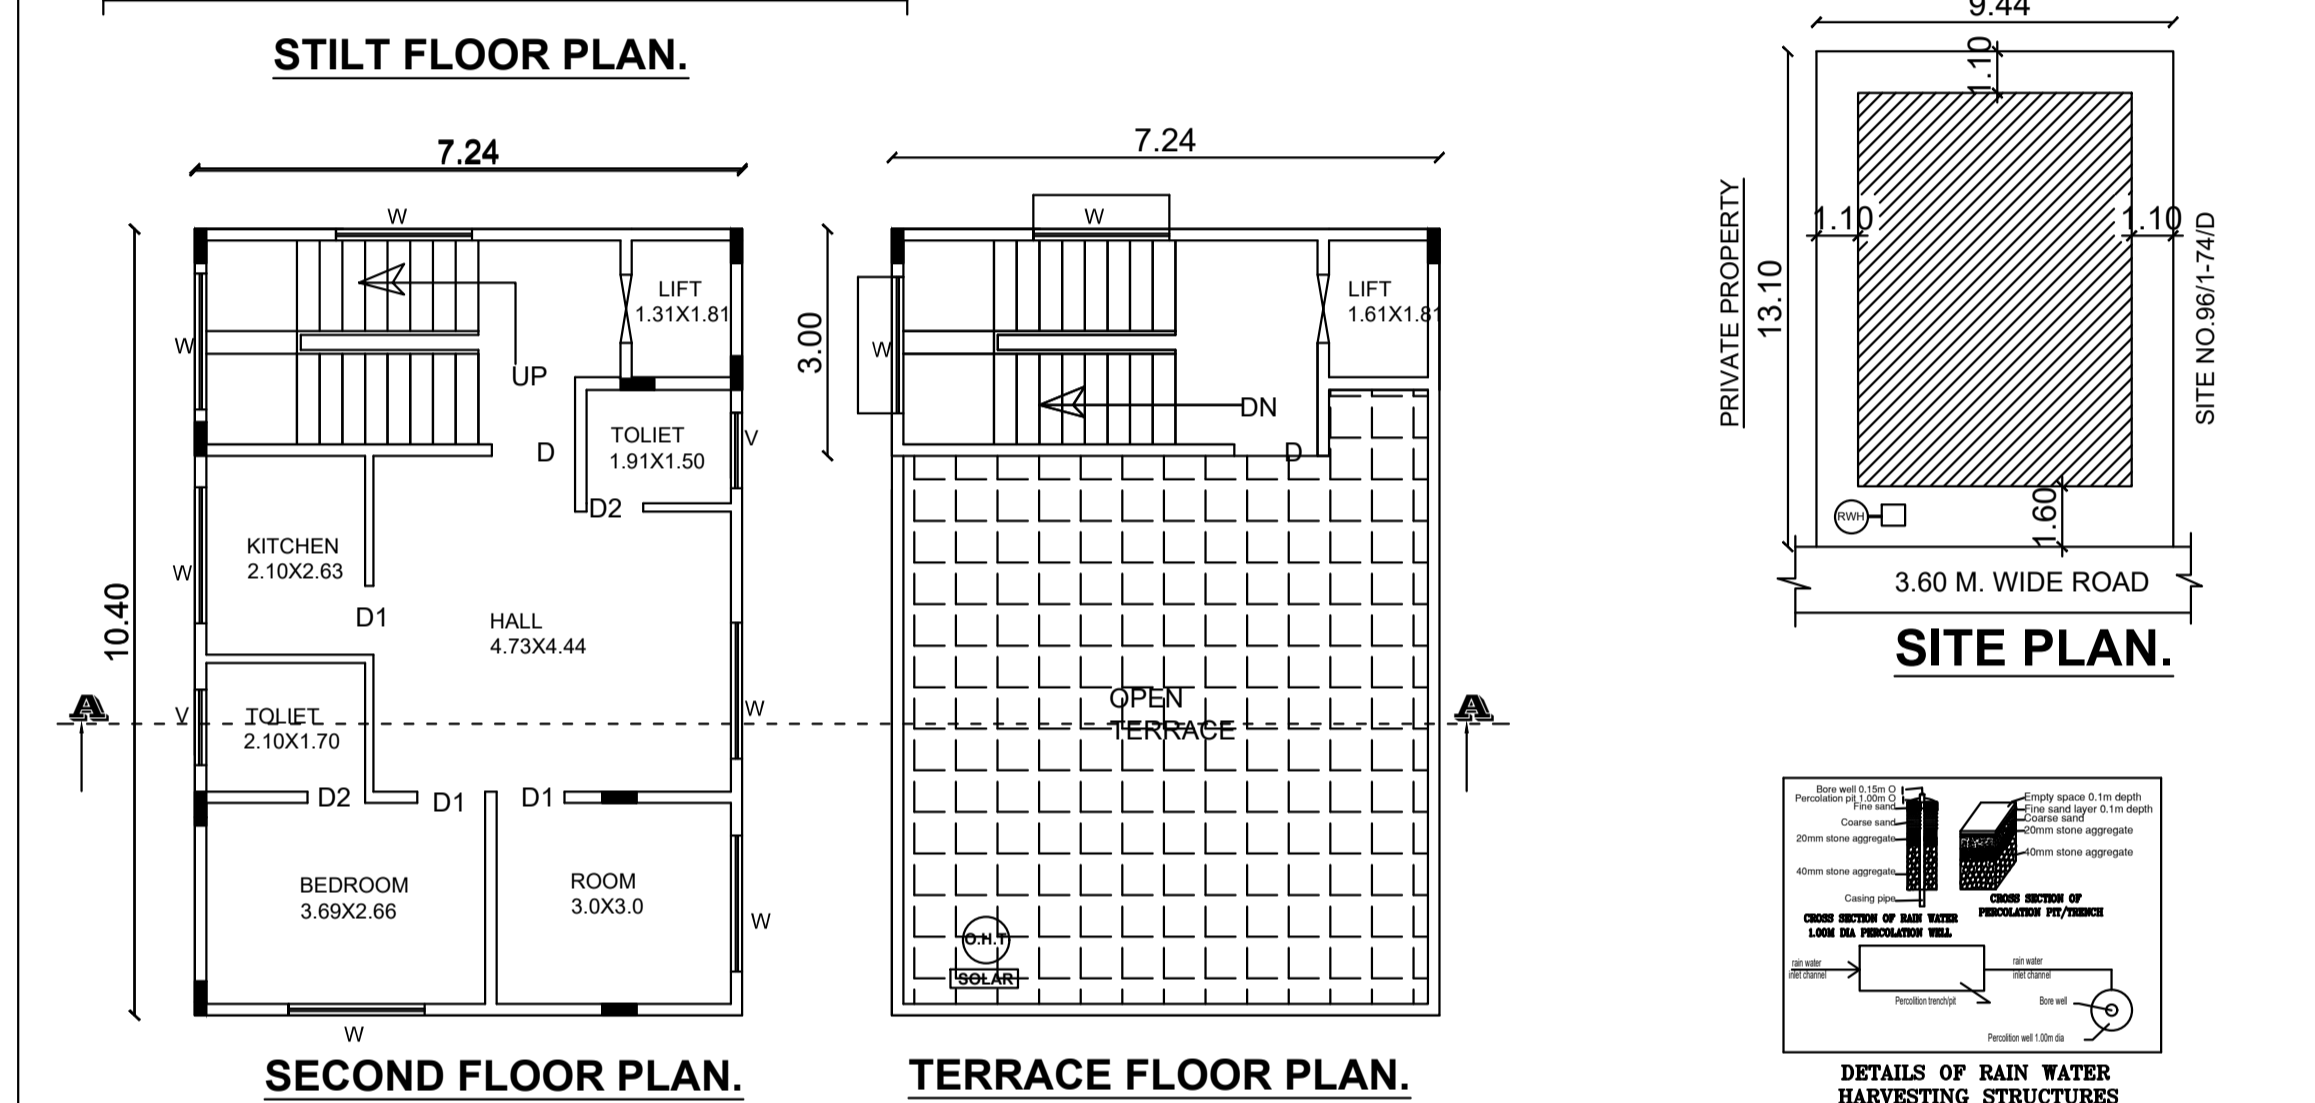 STILT FLOOR PLAN.
7.24
10.40
W
W
W
V
W
V
W
W
LIFT
1.31X1.81
UP
D
TOLIET
1.91X1.50
D2
KITCHEN
2.10X2.63
D1
HALL
4.73X4.44
TOLIET
2.10X1.70
D2
D1
D1
BEDROOM
3.69X2.66
ROOM
3.0X3.0
A
SECOND FLOOR PLAN.
7.24
3.00
W
W
LIFT
1.61X1.81
DN
D
OPEN
TERRACE
O.H.T
SOLAR
A
TERRACE FLOOR PLAN.
9.44
1.10
PRIVATE PROPERTY
13.10
1.10
1.10
SITE NO.96/1-74/D
RWH
1.60
3.60 M. WIDE ROAD
SITE PLAN.
Bore well 0.15m O
Percolation pit 1.00m O
Fine sand
Coarse sand
20mm stone aggregate
40mm stone aggregate
Casing pipe
CROSS SECTION OF RAIN WATER
1.00M DIA PERCOLATION WELL
Empty space 0.1m depth
Fine sand layer 0.1m depth
Coarse sand
20mm stone aggregate
40mm stone aggregate
CROSS SECTION OF
PERCOLATION PIT/TRENCH
rain water
inlet channel
Percolition trench/pit
rain water
inlet channel
Bore well
Percolition well 1.00m dia
DETAILS OF RAIN WATER
HARVESTING STRUCTURES